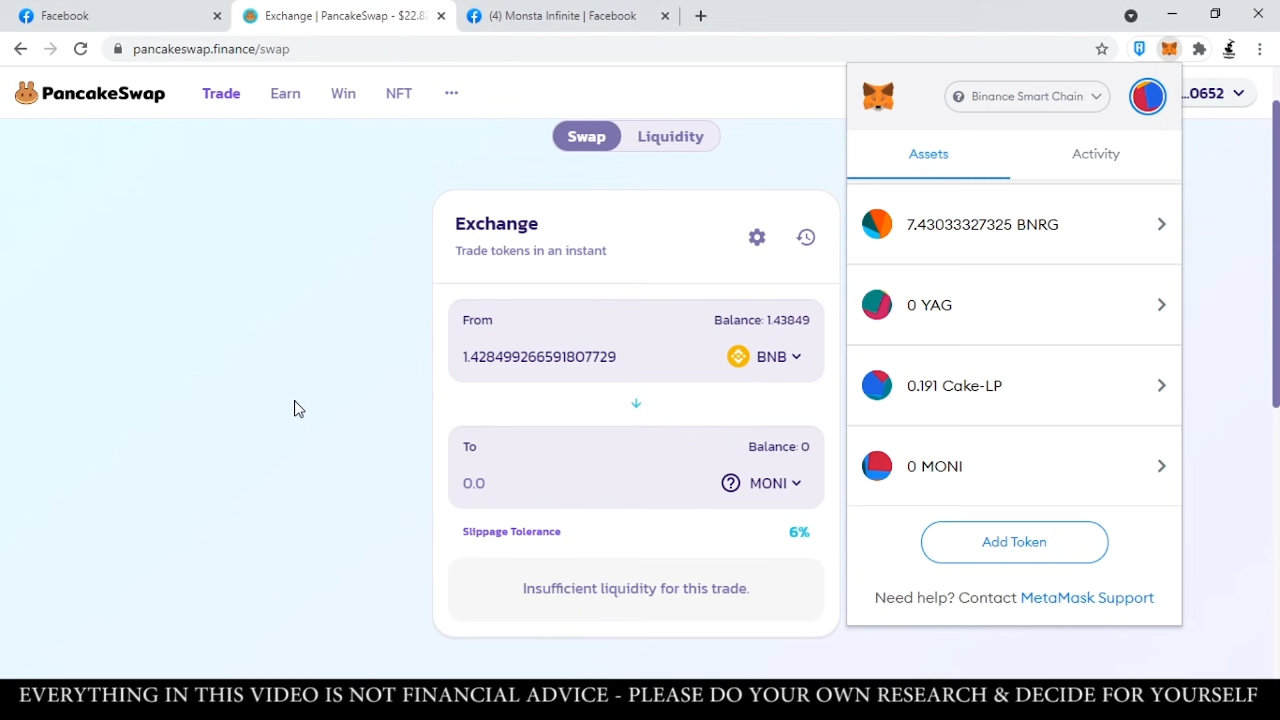 Facebook
Exchange | PancakeSwap - $22.82
(4) Monsta Infinite | Facebook
pancakeswap.finance/swap
PancakeSwap
Trade
Earn
Win
NFT
Binance Smart Chain
...0652
Swap
Liquidity
Assets
Activity
Exchange
Trade tokens in an instant
7.43033327325 BNRG
0 YAG
0.191 Cake-LP
0 MONI
From
Balance: 1.43849
1.428499266591807729
BNB
To
Balance: 0
0.0
MONI
Slippage Tolerance
6%
Insufficient liquidity for this trade.
Add Token
Need help? Contact MetaMask Support
EVERYTHING IN THIS VIDEO IS NOT FINANCIAL ADVICE - PLEASE DO YOUR OWN RESEARCH & DECIDE FOR YOURSELF